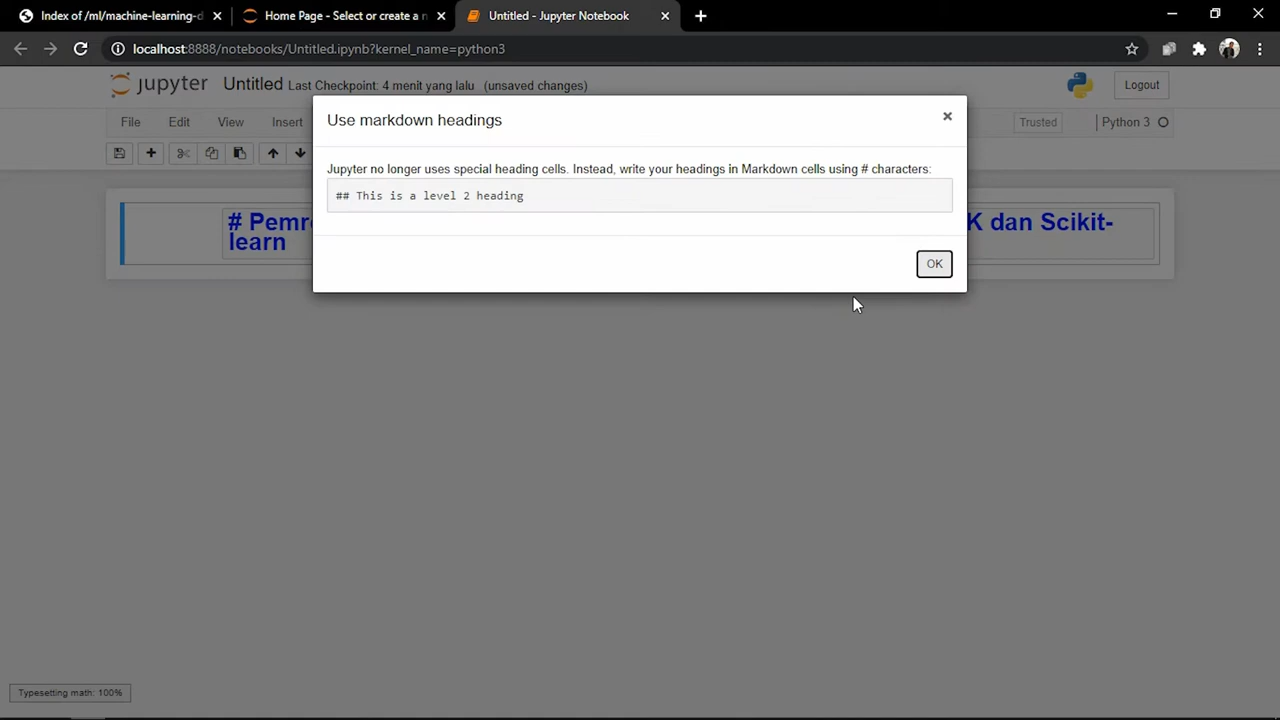 Index of /ml/machine-learning-d
Home Page - Select or create a n
Untitled - Jupyter Notebook
localhost:8888/notebooks/Untitled.ipynb?kernel_name=python3
jupyter Untitled Last Checkpoint: 4 menit yang lalu (unsaved changes)
Logout
File Edit View Insert
Trusted
Python 3
Use markdown headings
Jupyter no longer uses special heading cells. Instead, write your headings in Markdown cells using # characters:
## This is a level 2 heading
OK
# Pemr
K dan Scikit-
learn
Typesetting math: 100%